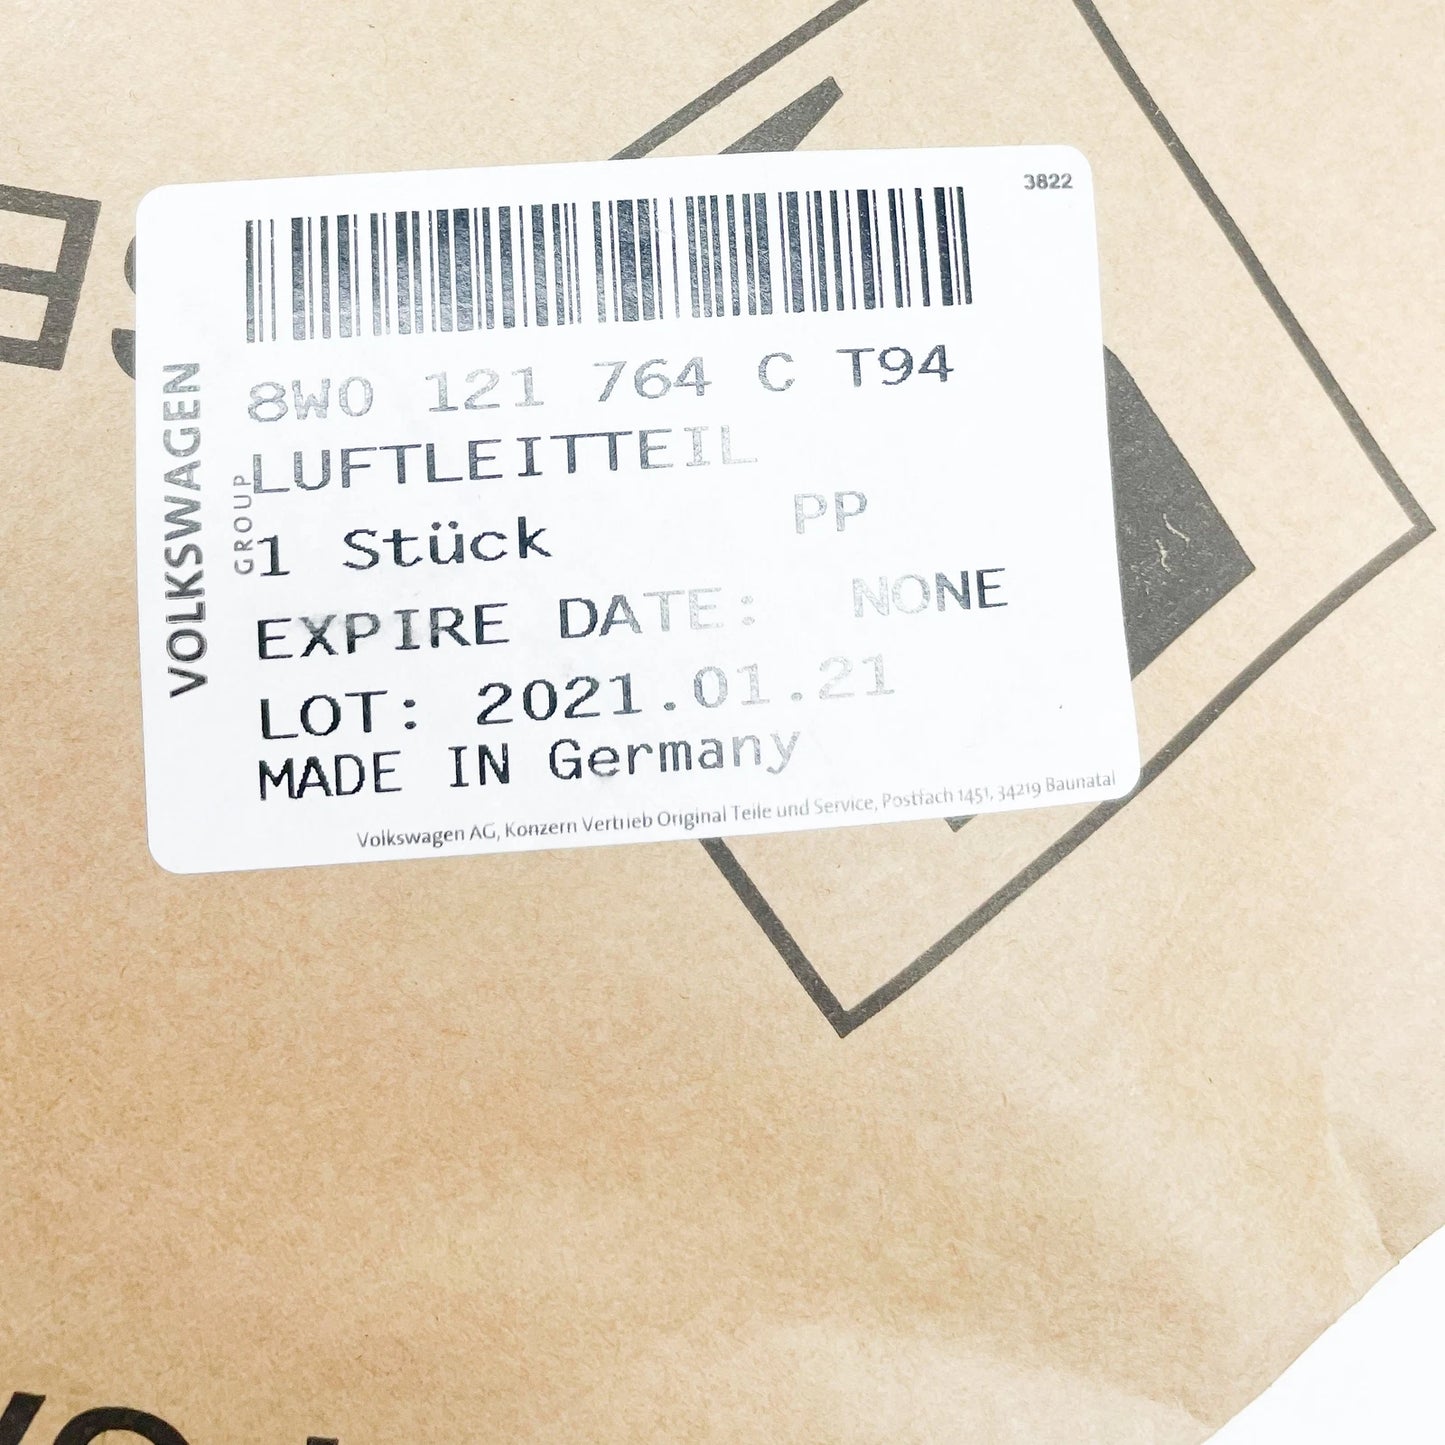 3822
8W0 121 764 C T94
LUFTLEITTEIL
1 Stück PP
EXPIRE DATE: NONE
LOT: 2021.01.21
MADE IN Germany
Volkswagen AG, Konzern Vertrieb Original Teile und Service, Postfach 1451, 34219 Baunatal
VOLKSWAGEN
GROUP